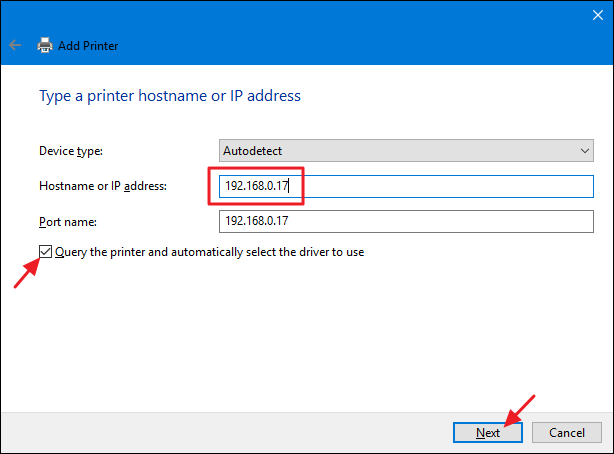 Add Printer
Type a printer hostname or IP address
Device type: Autodetect
Hostname or IP address: 192.168.0.17
Port name: 192.168.0.17
Query the printer and automatically select the driver to use
Next Cancel